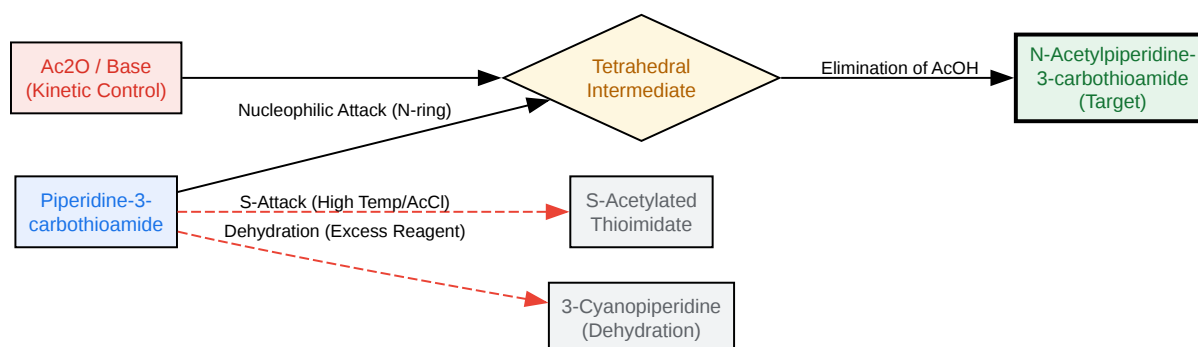 Ac2O / Base
(Kinetic Control)
Nucleophilic Attack (N-ring)
Tetrahedral
Intermediate
Elimination of AcOH
N-Acetylpiperidine-
3-carbothioamide
(Target)
Piperidine-3-
carbothioamide
S-Attack (High Temp/AcCl)
Dehydration (Excess Reagent)
S-Acetylated
Thioimidate
3-Cyanopiperidine
(Dehydration)